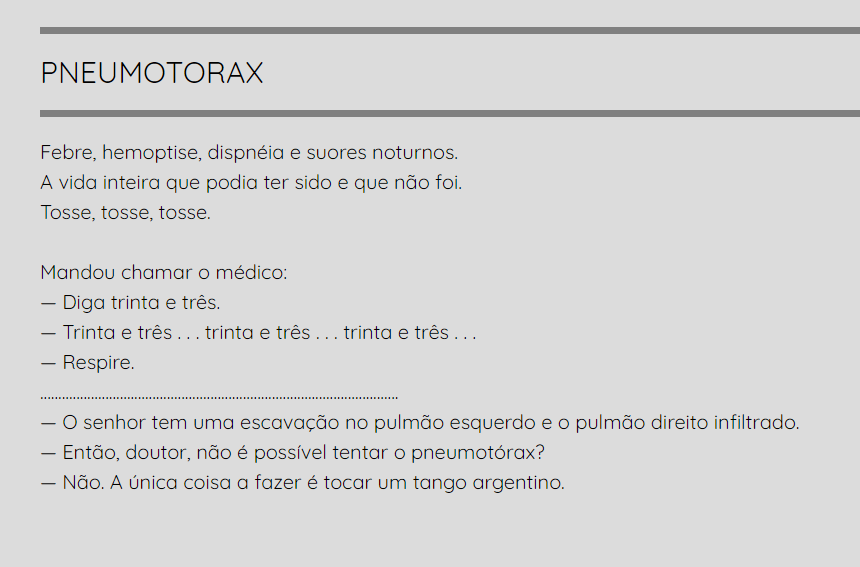 PNEUMOTORAX
Febre, hemoptise, dispnéia e suores noturnos.
A vida inteira que podia ter sido e que não foi.
Tosse, tosse, tosse.
Mandou chamar o médico:
— Diga trinta e três.
— Trinta e três . . . trinta e três . . . trinta e três . . .
— Respire.
...................................................................................................
— O senhor tem uma escavação no pulmão esquerdo e o pulmão direito infiltrado.
— Então, doutor, não é possível tentar o pneumotórax?
— Não. A única coisa a fazer é tocar um tango argentino.